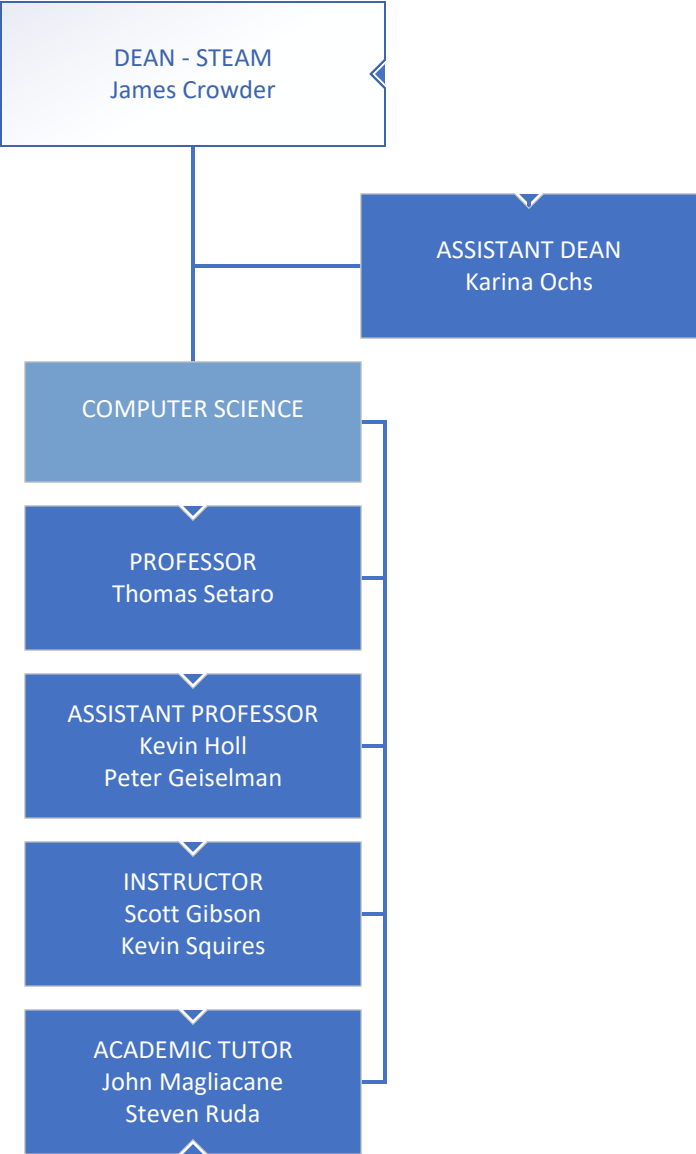 DEAN - STEAM
James Crowder
ASSISTANT DEAN
Karina Ochs
COMPUTER SCIENCE
PROFESSOR
Thomas Setaro
ASSISTANT PROFESSOR
Kevin Holl
Peter Geiselman
INSTRUCTOR
Scott Gibson
Kevin Squires
ACADEMIC TUTOR
John Magliacane
Steven Ruda